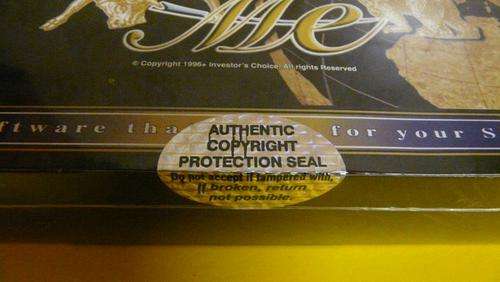 Me
© Copyright 1996+ Investor's Choice. All rights Reserved
ftware tha for your S
AUTHENTIC
COPYRIGHT
PROTECTION SEAL
Do not accept if tampered with,
If broken, return
not possible.